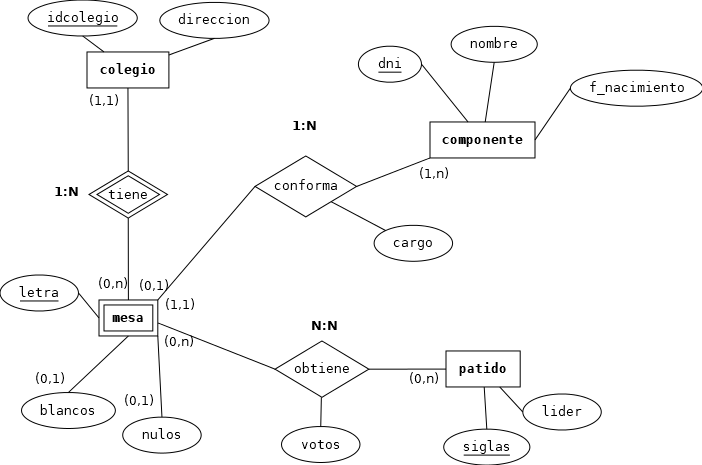 idcolegio
direccion
colegio
(1,1)
nombre
dni
f_nacimiento
componente
1:N
(1,n)
conforma
1:N
tiene
cargo
(0,n)
(0,1)
letra
(1,1)
mesa
N:N
(0,n)
obtiene
patido
(0,n)
(0,1)
blancos
(0,1)
nulos
lider
votos
siglas